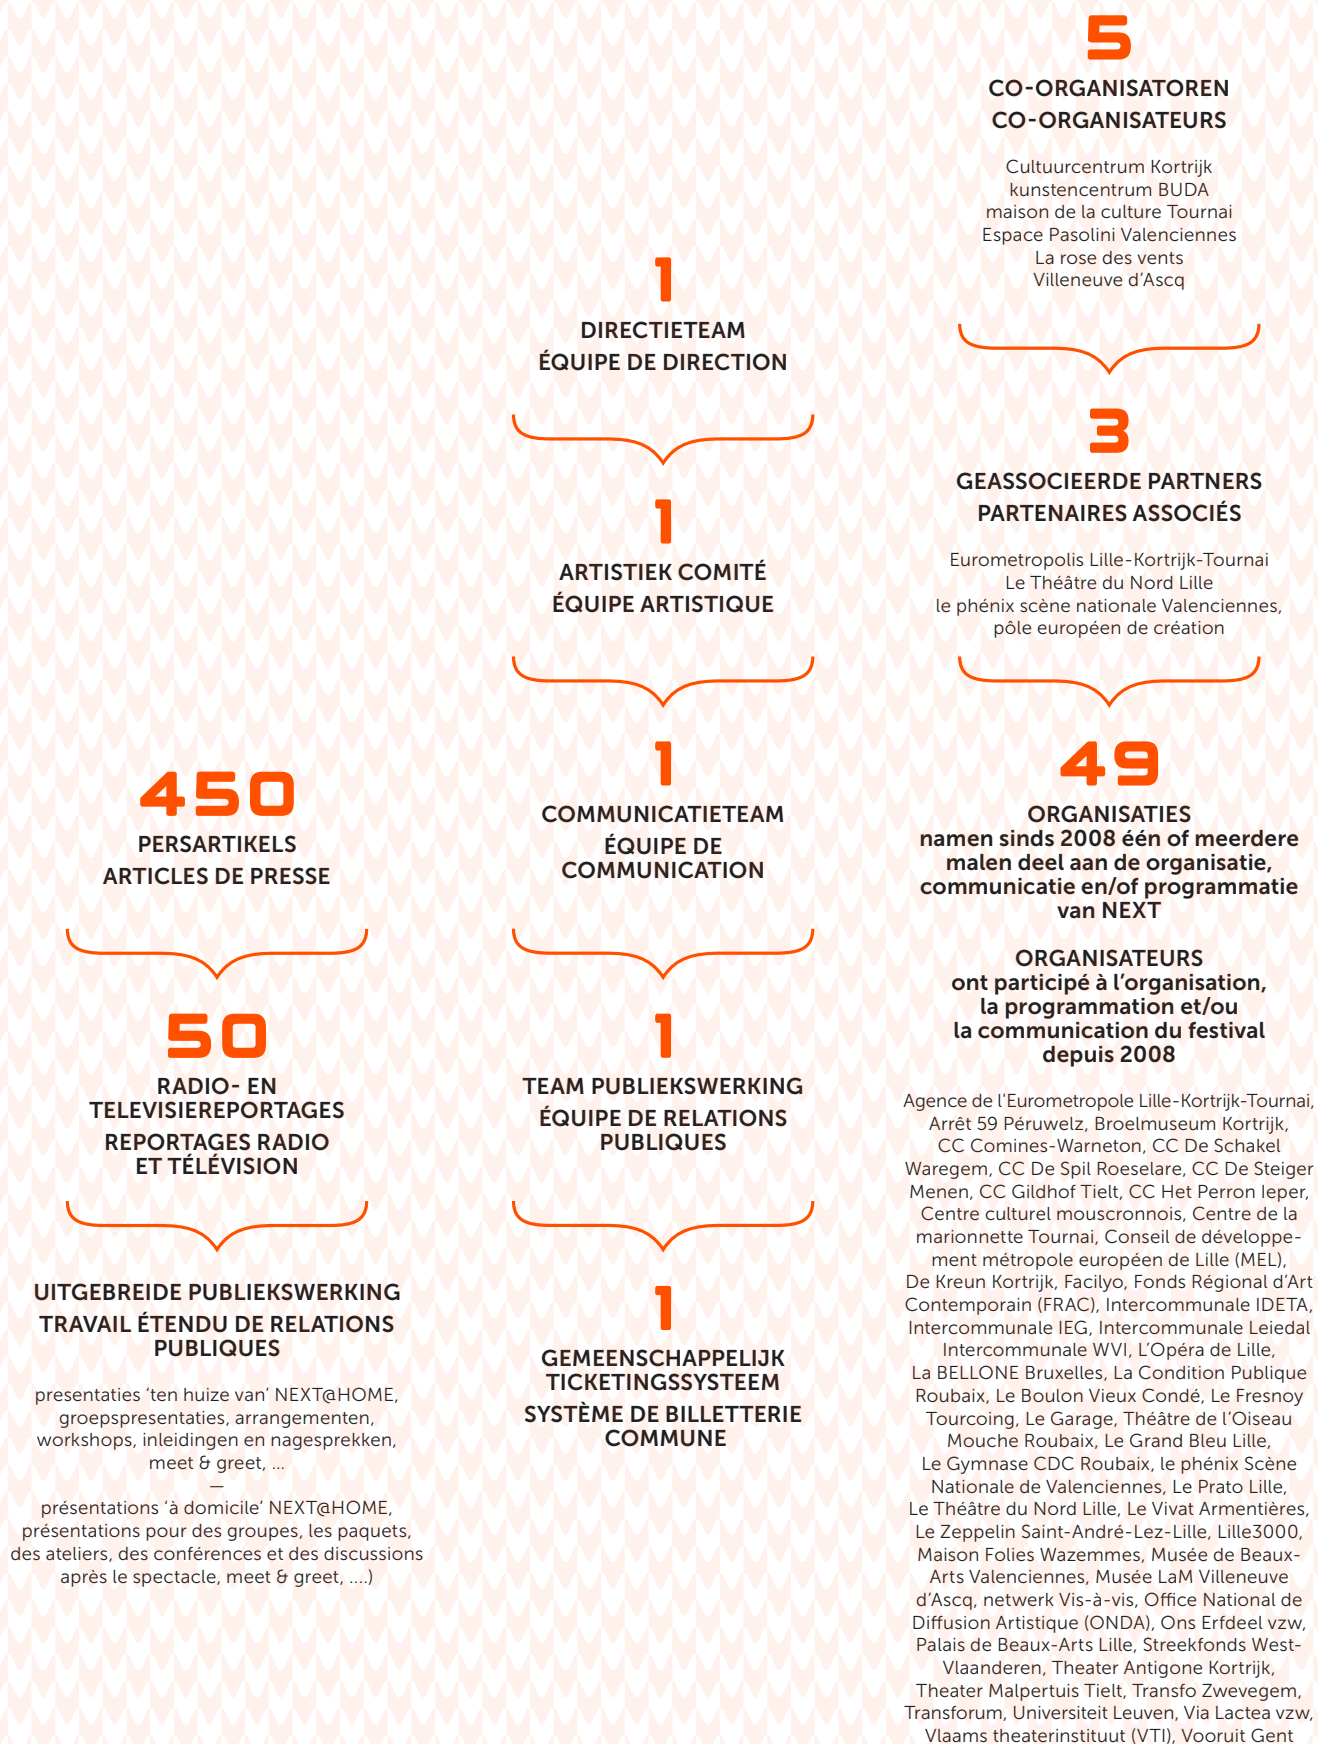 450
PERSARTIKELS
ARTICLES DE PRESSE
50
RADIO- EN
TELEVISIEREPORTAGES
REPORTAGES RADIO
ET TÉLÉVISION
UITGEBREIDE PUBLIEKSWERKING
TRAVAIL ÉTENDU DE RELATIONS
PUBLIQUES
presentaties ‘ten huize van’ NEXT@HOME,
groepspresentaties, arrangementen,
workshops, inleidingen en nagesprekken,
meet & greet, ...
—
présentations ‘à domicile’ NEXT@HOME,
présentations pour des groupes, les paquets,
des ateliers, des conférences et des discussions
après le spectacle, meet & greet, ....)
1
DIRECTIETEAM
ÉQUIPE DE DIRECTION
1
ARTISTIEK COMITÉ
ÉQUIPE ARTISTIQUE
1
COMMUNICATIETEAM
ÉQUIPE DE
COMMUNICATION
1
TEAM PUBLIEKSWERKING
ÉQUIPE DE RELATIONS
PUBLIQUES
1
GEMEENSCHAPPELIJK
TICKETINGSSYSTEEM
SYSTÈME DE BILLETTERIE
COMMUNE
5
CO-ORGANISATOREN
CO-ORGANISATEURS
Cultuurcentrum Kortrijk
kunstencentrum BUDA
maison de la culture Tournai
Espace Pasolini Valenciennes
La rose des vents
Villeneuve d’Ascq
3
GEASSOCIEERDE PARTNERS
PARTENAIRES ASSOCIÉS
Eurometropolis Lille-Kortrijk-Tournai
Le Théâtre du Nord Lille
le phénix scène nationale Valenciennes,
pôle européen de création
49
ORGANISATIES
namen sinds 2008 één of meerdere
malen deel aan de organisatie,
communicatie en/of programmatie
van NEXT
ORGANISATEURS
ont participé à l’organisation,
la programmation et/ou
la communication du festival
depuis 2008
Agence de l'Eurometropole Lille-Kortrijk-Tournai,
Arrêt 59 Péruwelz, Broelmuseum Kortrijk,
CC Comines-Warneton, CC De Schakel
Waregem, CC De Spil Roeselare, CC De Steiger
Menen, CC Gildhof Tielt, CC Het Perron Ieper,
Centre culturel mouscronnois, Centre de la
marionnette Tournai, Conseil de développe-
ment métropole européen de Lille (MEL),
De Kreun Kortrijk, Facilyo, Fonds Régional d’Art
Contemporain (FRAC), Intercommunale IDETA,
Intercommunale IEG, Intercommunale Leiedal
Intercommunale WVI, L’Opéra de Lille,
La BELLONE Bruxelles, La Condition Publique
Roubaix, Le Boulon Vieux Condé, Le Fresnoy
Tourcoing, Le Garage, Théâtre de l’Oiseau
Mouche Roubaix, Le Grand Bleu Lille,
Le Gymnase CDC Roubaix, le phénix Scène
Nationale de Valenciennes, Le Prato Lille,
Le Théâtre du Nord Lille, Le Vivat Armentières,
Le Zeppelin Saint-André-Lez-Lille, Lille3000,
Maison Folies Wazemmes, Musée de Beaux-
Arts Valenciennes, Musée LaM Villeneuve
d’Ascq, netwerk Vis-à-vis, Office National de
Diffusion Artistique (ONDA), Ons Erfdeel vzw,
Palais de Beaux-Arts Lille, Streekfonds West-
Vlaanderen, Theater Antigone Kortrijk,
Theater Malpertuis Tielt, Transfo Zwevegem,
Transforum, Universiteit Leuven, Via Lactea vzw,
Vlaams theaterinstituut (VTI), Vooruit Gent